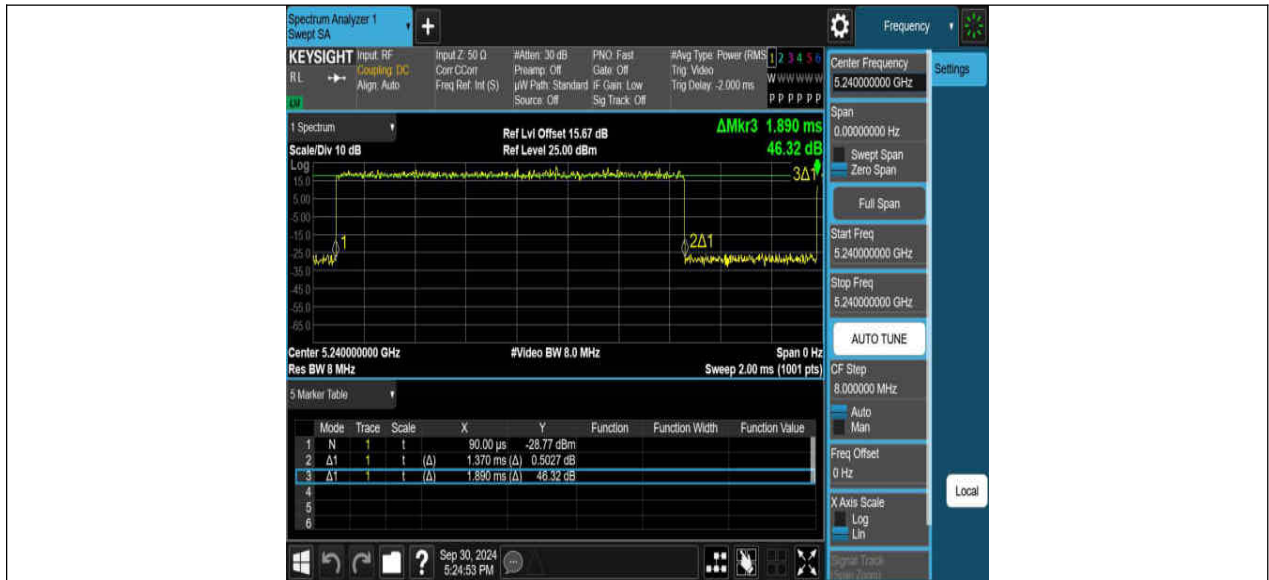 Spectrum Analyzer 1
Swept SA
Frequency
KEYSIGHT
RL
Input: RF
Coupling: DC
Align: Auto
Input Z: 50 Ω
Corr CCorr
Freq Ref: Int (S)
#Atten: 30 dB
Preamp: Off
µW Path: Standard
Source: Off
PNO: Fast
Gate: Off
IF Gain: Low
Sig Track: Off
#Avg Type: Power (RMS
Trig: Video
Trig Delay: -2.000 ms
1 2 3 4 5 6
W W W W W W
P P P P P P
1 Spectrum
Scale/Div 10 dB
Ref Lvl Offset 15.67 dB
Ref Level 25.00 dBm
ΔMkr3 1.890 ms
46.32 dB
Log
15.0
5.00
-5.00
-15.0
-25.0
-35.0
-45.0
-55.0
-65.0
1
2Δ1
3Δ1
Center 5.240000000 GHz
#Video BW 8.0 MHz
Span 0 Hz
Res BW 8 MHz
Sweep 2.00 ms (1001 pts)
5 Marker Table
Mode Trace Scale X Y Function Function Width Function Value
1 N 1 t 90.00 µs -28.77 dBm
2 Δ1 1 t (Δ) 1.370 ms (Δ) 0.5027 dB
3 Δ1 1 t (Δ) 1.890 ms (Δ) 46.32 dB
4
5
6
?
Sep 30, 2024
5:24:53 PM
Center Frequency
5.240000000 GHz
Span
0.00000000 Hz
Swept Span
Zero Span
Full Span
Start Freq
5.240000000 GHz
Stop Freq
5.240000000 GHz
AUTO TUNE
CF Step
8.000000 MHz
Auto
Man
Freq Offset
0 Hz
X Axis Scale
Log
Lin
Signal Track
(Span Zoom)
Settings
Local